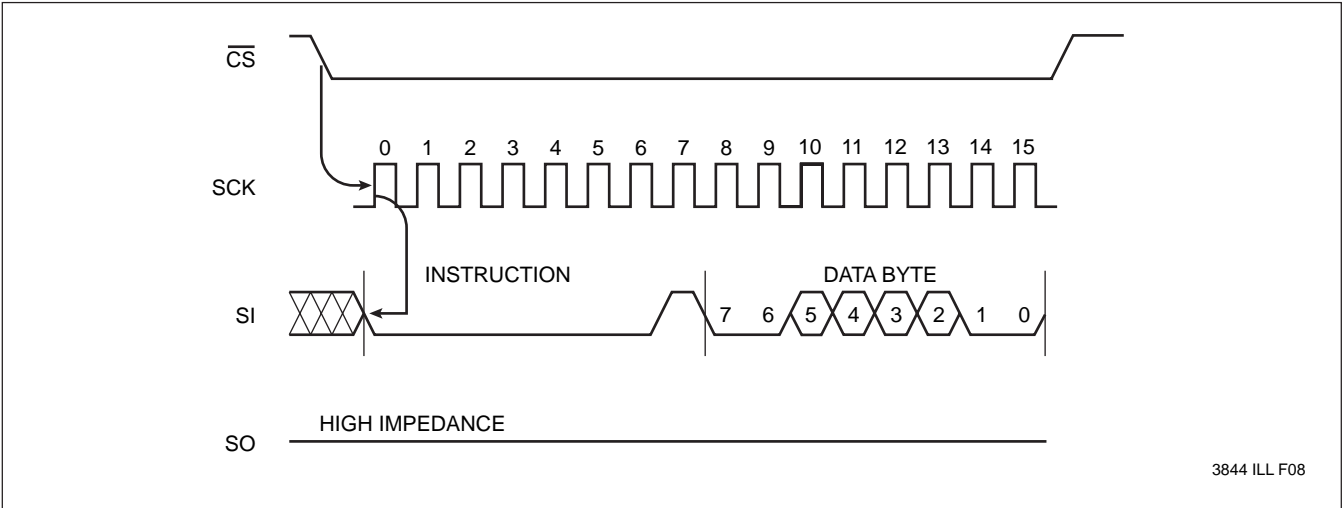 C̅S̅
0 1 2 3 4 5 6 7 8 9 10 11 12 13 14 15
SCK
INSTRUCTION DATA BYTE
SI 7 6 5 4 3 2 1 0
HIGH IMPEDANCE
SO
3844 ILL F08